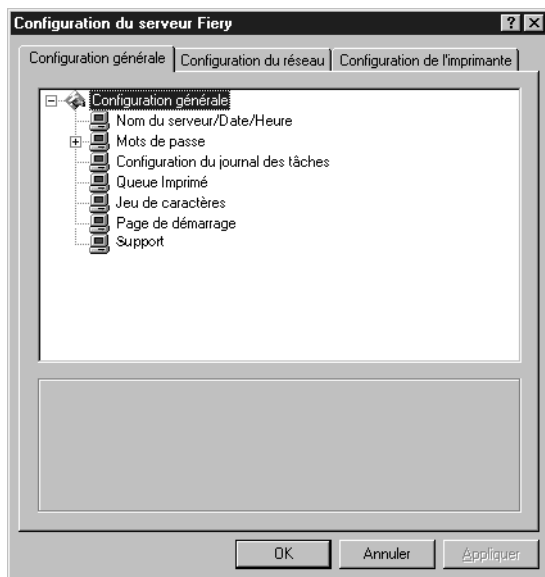 Configuration du serveur Fiery
Configuration générale
Configuration du réseau
Configuration de l'imprimante
Configuration générale
Nom du serveur/Date/Heure
Mots de passe
Configuration du journal des tâches
Queue Imprimé
Jeu de caractères
Page de démarrage
Support
OK
Annuler
Appliquer